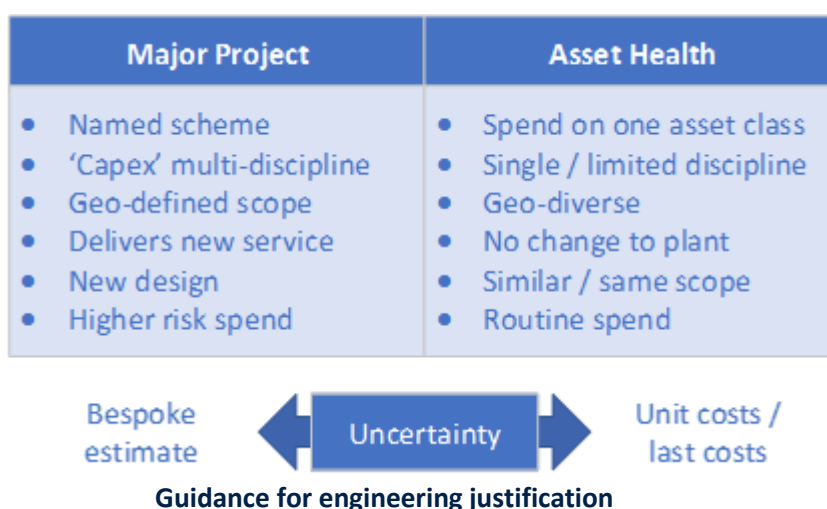 Major Project
Asset Health
• Named scheme
• ‘Capex’ multi-discipline
• Geo-defined scope
• Delivers new service
• New design
• Higher risk spend
• Spend on one asset class
• Single / limited discipline
• Geo-diverse
• No change to plant
• Similar / same scope
• Routine spend
Bespoke
estimate
Uncertainty
Unit costs /
last costs
Guidance for engineering justification